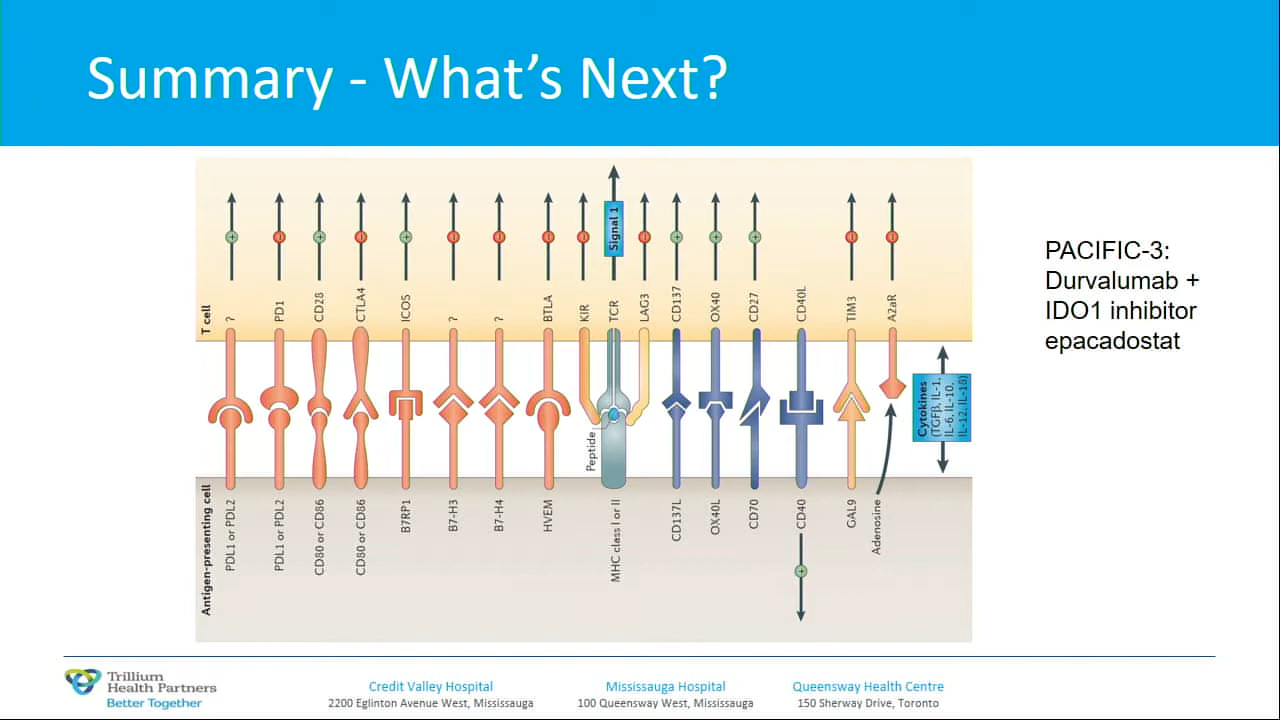 Summary - What's Next?
T cell
?
PD1
CD28
CTLA4
ICOS
?
?
BTLA
KIR
TCR
LAG3
CD137
OX40
CD27
CD40L
TIM3
A2aR
Signal 1
Peptide
Cytokines
(TGFβ, IL-1,
IL-6, IL-10,
IL-12, IL-18)
Antigen-presenting cell
PDL1 or PDL2
PDL1 or PDL2
CD80 or CD86
CD80 or CD86
B7RP1
B7-H3
B7-H4
HVEM
MHC class I or II
CD137L
OX40L
CD70
CD40
GAL9
Adenosine
PACIFIC-3:
Durvalumab +
IDO1 inhibitor
epacadostat
Trillium
Health Partners
Better Together
Credit Valley Hospital
2200 Eglinton Avenue West, Mississauga
Mississauga Hospital
100 Queensway West, Mississauga
Queensway Health Centre
150 Sherway Drive, Toronto